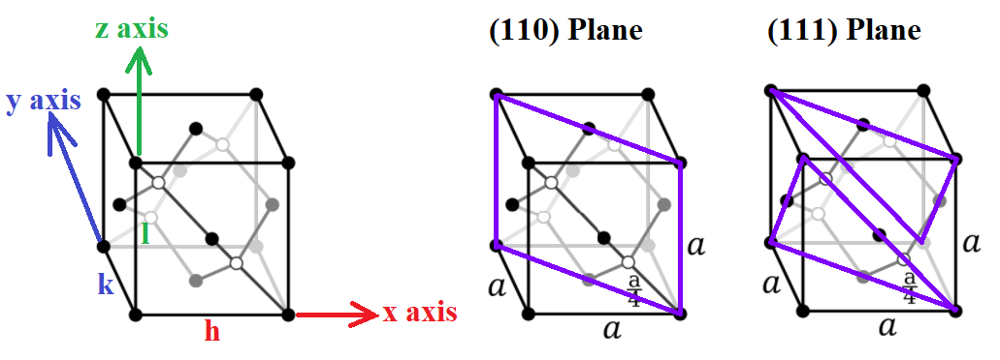 z axis
y axis
l
k
h
x axis
(110) Plane
a
a
a/4
a
(111) Plane
a
a
a/4
a